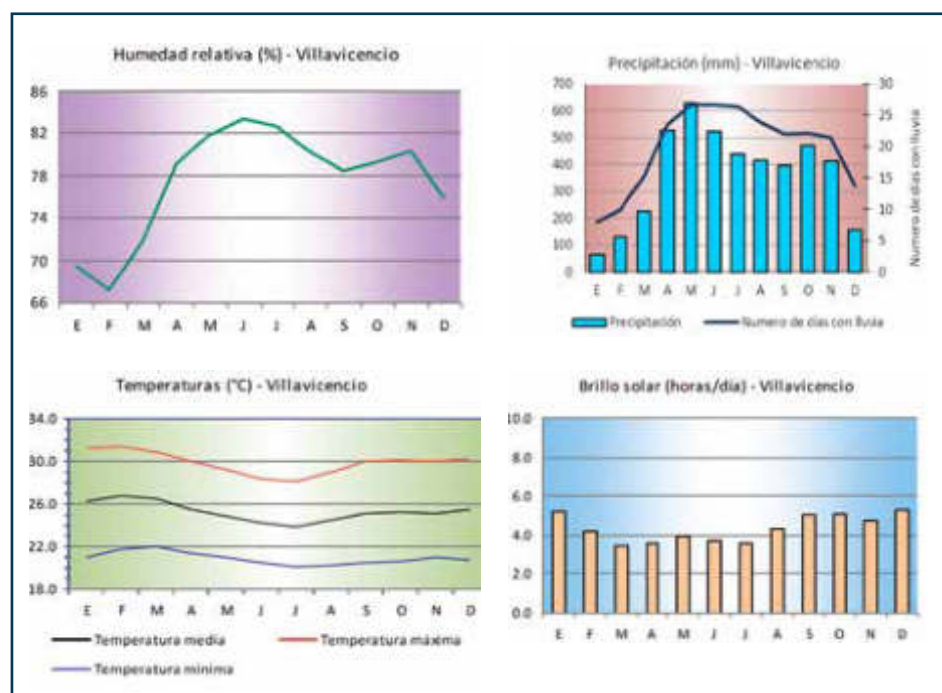 Humedad relativa (%) - Villavicencio
86
82
78
74
70
66
E F M A M J J A S O N D
Precipitación (mm) - Villavicencio
700
600
500
400
300
200
100
0
30
25
20
15
10
5
0
Numero de días con lluvia
E F M A M J J A S O N D
Precipitación Numero de días con lluvia
Temperaturas (°C) - Villavicencio
34.0
30.0
26.0
22.0
18.0
E F M A M J J A S O N D
Temperatura media Temperatura máxima
Temperatura mínima
Brillo solar (horas/día) - Villavicencio
10.0
8.0
6.0
4.0
2.0
0.0
E F M A M J J A S O N D